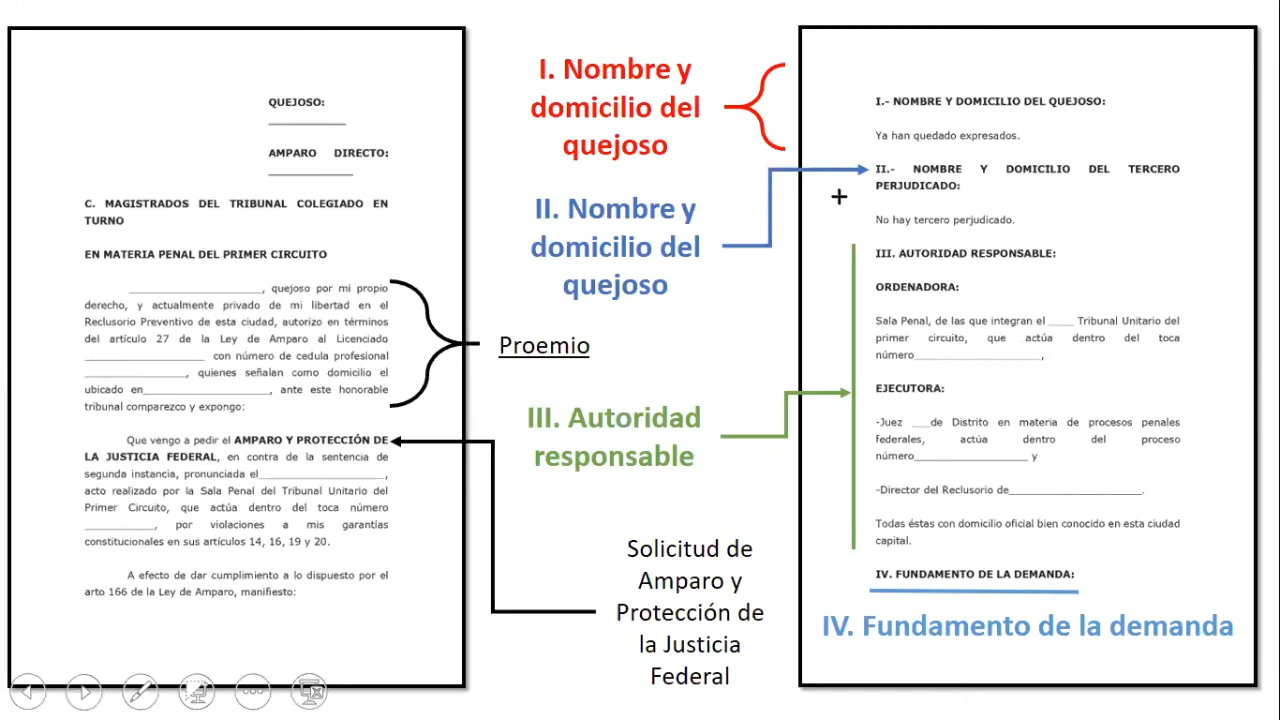 QUEJOSO:
_______________
AMPARO DIRECTO:
________________
C. MAGISTRADOS DEL TRIBUNAL COLEGIADO EN
TURNO
EN MATERIA PENAL DEL PRIMER CIRCUITO
_________________________, quejoso por mi propio
derecho, y actualmente privado de mi libertad en el
Reclusorio Preventivo de esta ciudad, autorizo en términos
del artículo 27 de la Ley de Amparo al Licenciado
______________________ con número de cedula profesional
___________________, quienes señalan como domicilio el
ubicado en________________________, ante este honorable
tribunal comparezco y expongo:
Que vengo a pedir el AMPARO Y PROTECCIÓN DE
LA JUSTICIA FEDERAL, en contra de la sentencia de
segunda instancia, pronunciada el________________________,
acto realizado por la Sala Penal del Tribunal Unitario del
Primer Circuito, que actúa dentro del toca número
_____________, por violaciones a mis garantías
constitucionales en sus artículos 14, 16, 19 y 20.
A efecto de dar cumplimiento a lo dispuesto por el
arto 166 de la Ley de Amparo, manifiesto:
I. Nombre y
domicilio del
quejoso
II. Nombre y
domicilio del
quejoso
Proemio
III. Autoridad
responsable
Solicitud de
Amparo y
Protección de
la Justicia
Federal
I.- NOMBRE Y DOMICILIO DEL QUEJOSO:
Ya han quedado expresados.
II.- NOMBRE Y DOMICILIO DEL TERCERO
PERJUDICADO:
No hay tercero perjudicado.
III. AUTORIDAD RESPONSABLE:
ORDENADORA:
Sala Penal, de las que integran el _____ Tribunal Unitario del
primer circuito, que actúa dentro del toca
número________________________,
EJECUTORA:
-Juez ___de Distrito en materia de procesos penales
federales, actúa dentro del proceso
número_____________________ y
-Director del Reclusorio de_________________________.
Todas éstas con domicilio oficial bien conocido en esta ciudad
capital.
IV. FUNDAMENTO DE LA DEMANDA:
IV. Fundamento de la demanda